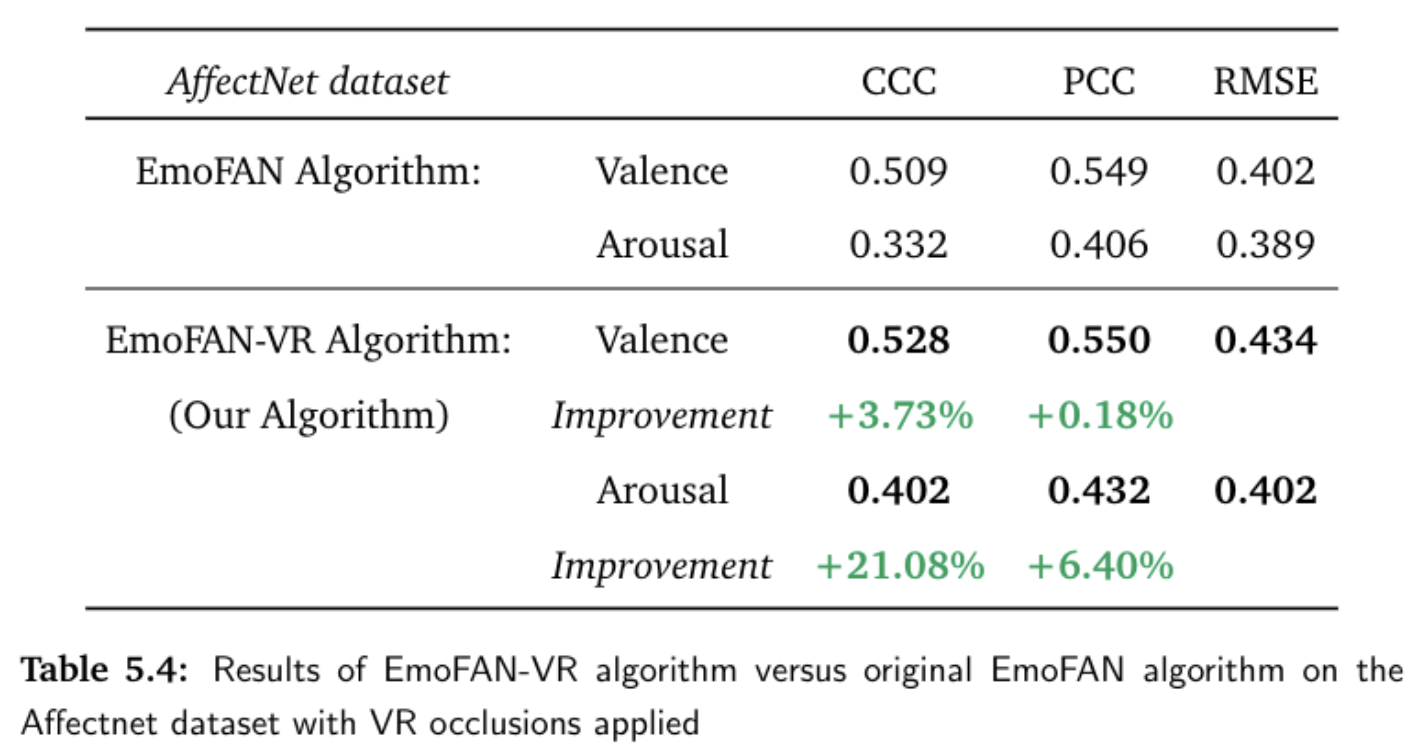 AffectNet dataset CCC PCC RMSE
EmoFAN Algorithm: Valence 0.509 0.549 0.402
Arousal 0.332 0.406 0.389
EmoFAN-VR Algorithm: Valence 0.528 0.550 0.434
(Our Algorithm) Improvement +3.73% +0.18%
Arousal 0.402 0.432 0.402
Improvement +21.08% +6.40%
Table 5.4: Results of EmoFAN-VR algorithm versus original EmoFAN algorithm on the
Affectnet dataset with VR occlusions applied